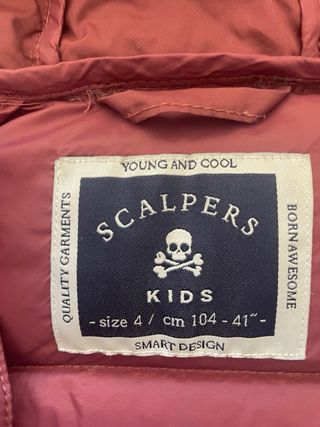 YOUNG AND COOL
QUALITY GARMENTS
SCALPERS
BORN AWESOME
KIDS
- size 4 / cm 104 - 41" -
SMART DESIGN